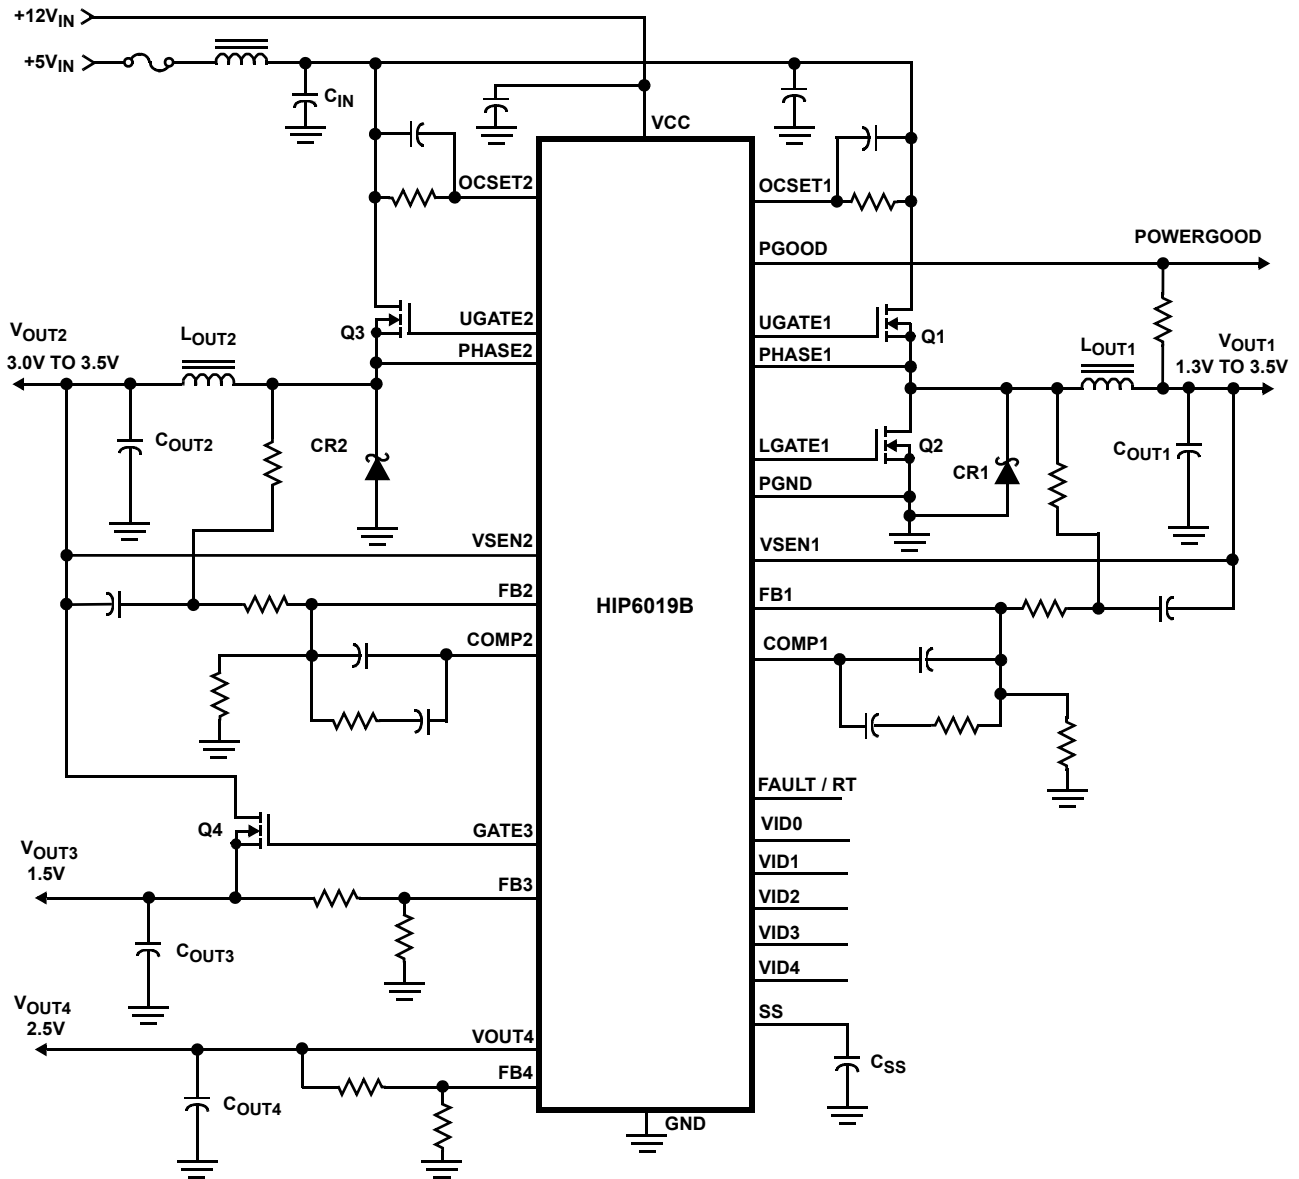 +12VIN
+5VIN
CIN
VCC
OCSET2
OCSET1
PGOOD
POWERGOOD
Q3
UGATE2
UGATE1
Q1
PHASE2
PHASE1
VOUT2
3.0V TO 3.5V
LOUT2
LOUT1
VOUT1
1.3V TO 3.5V
COUT2
CR2
LGATE1
Q2
CR1
COUT1
PGND
VSEN2
VSEN1
FB2
HIP6019B
FB1
COMP2
COMP1
FAULT / RT
Q4
GATE3
VID0
VOUT3
1.5V
VID1
FB3
VID2
COUT3
VID3
VID4
VOUT4
2.5V
SS
VOUT4
CSS
FB4
COUT4
GND